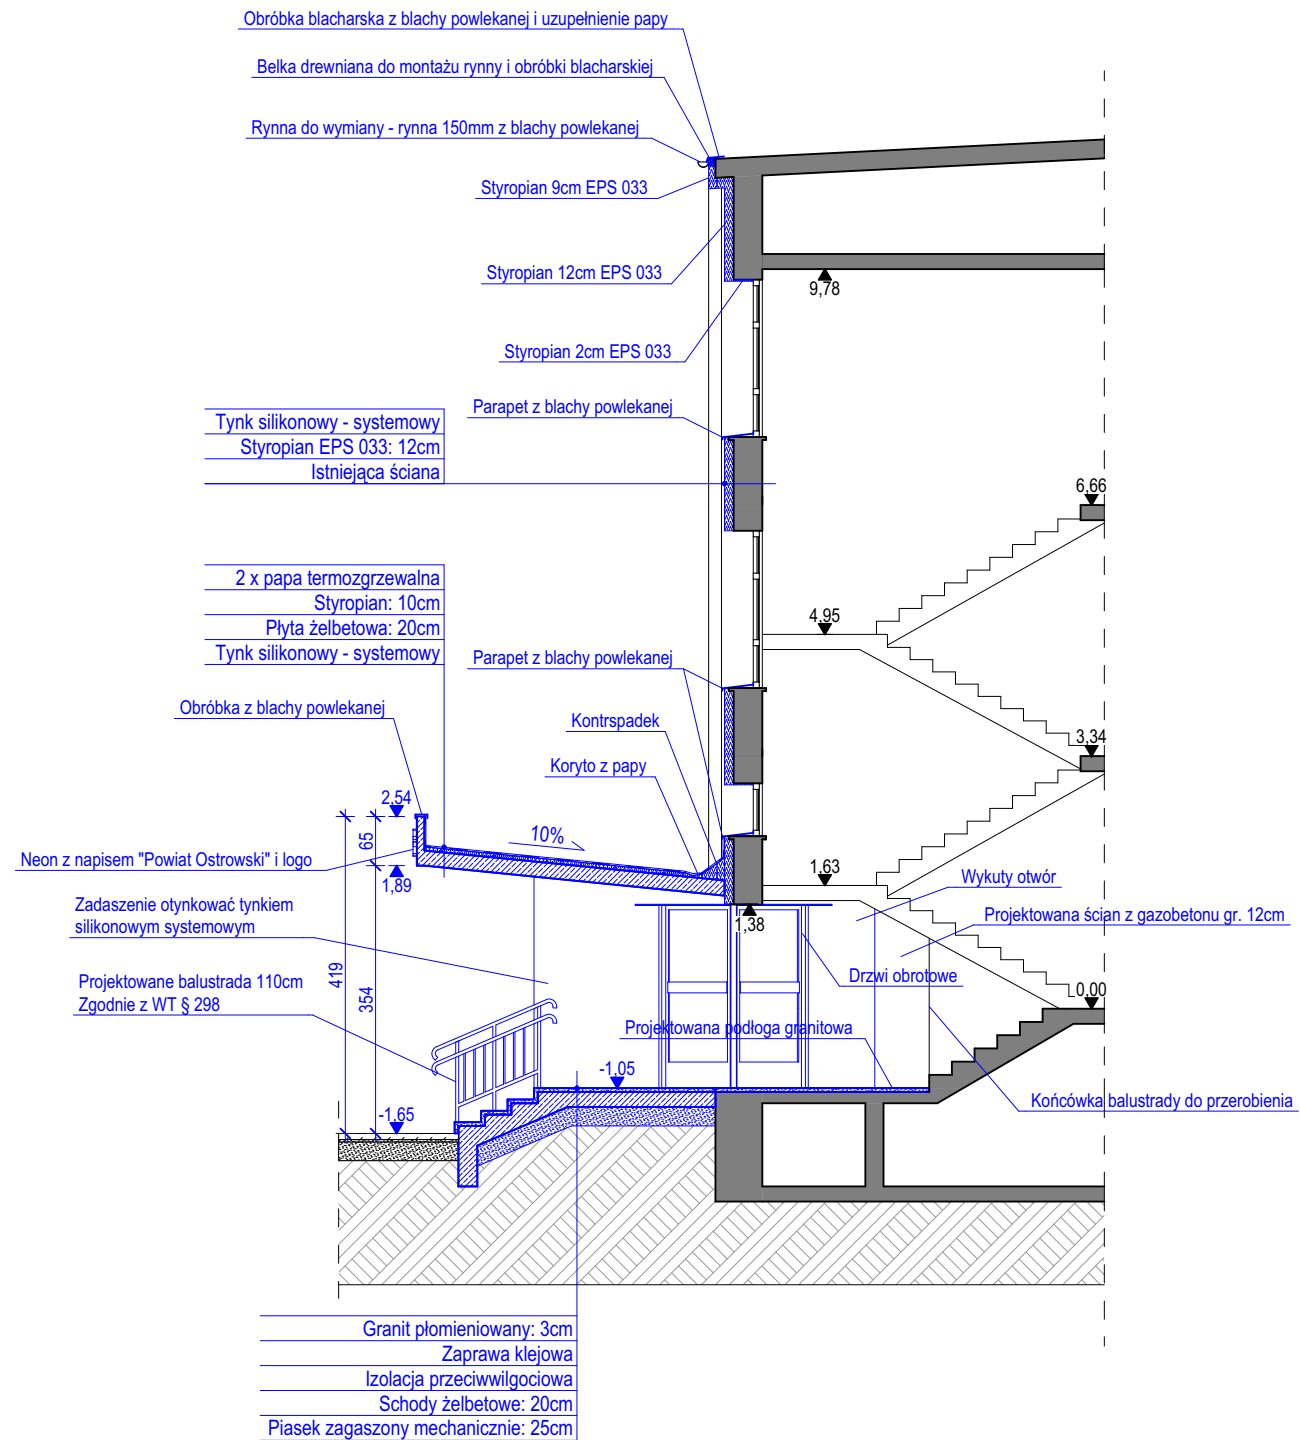 Obróbka blacharska z blachy powlekanej i uzupełnienie papy
Belka drewniana do montażu rynny i obróbki blacharskiej
Rynna do wymiany - rynna 150mm z blachy powlekanej
Styropian 9cm EPS 033
Styropian 12cm EPS 033
9,78
Styropian 2cm EPS 033
Parapet z blachy powlekanej
Tynk silikonowy - systemowy
Styropian EPS 033: 12cm
Istniejąca ściana
6,66
2 x papa termozgrzewalna
Styropian: 10cm
Płyta żelbetowa: 20cm
Tynk silikonowy - systemowy
4,95
Parapet z blachy powlekanej
Obróbka z blachy powlekanej
Kontrspadek
Koryto z papy
3,34
2,54
65
10%
Neon z napisem "Powiat Ostrowski" i logo
1,89
1,63
Wykuty otwór
Zadaszenie otynkować tynkiem
silikonowym systemowym
1,38
Projektowana ścian z gazobetonu gr. 12cm
Drzwi obrotowe
419
354
Projektowane balustrada 110cm
Zgodnie z WT § 298
0,00
Projektowana podłoga granitowa
-1,05
Końcówka balustrady do przerobienia
-1,65
Granit płomieniowany: 3cm
Zaprawa klejowa
Izolacja przeciwwilgociowa
Schody żelbetowe: 20cm
Piasek zagaszony mechanicznie: 25cm